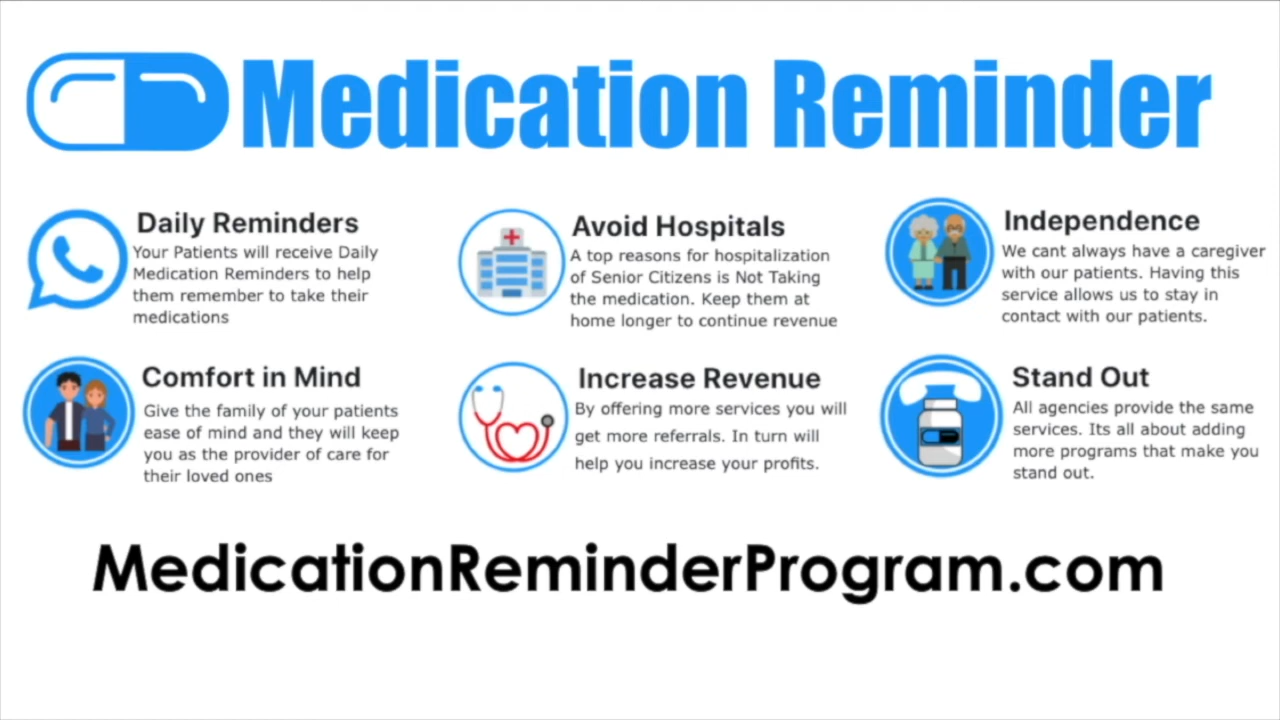 Medication Reminder
Daily Reminders
Your Patients will receive Daily
Medication Reminders to help
them remember to take their
medications
Avoid Hospitals
A top reasons for hospitalization
of Senior Citizens is Not Taking
the medication. Keep them at
home longer to continue revenue
Independence
We cant always have a caregiver
with our patients. Having this
service allows us to stay in
contact with our patients.
Comfort in Mind
Give the family of your patients
ease of mind and they will keep
you as the provider of care for
their loved ones
Increase Revenue
By offering more services you will
get more referrals. In turn will
help you increase your profits.
Stand Out
All agencies provide the same
services. Its all about adding
more programs that make you
stand out.
MedicationReminderProgram.com